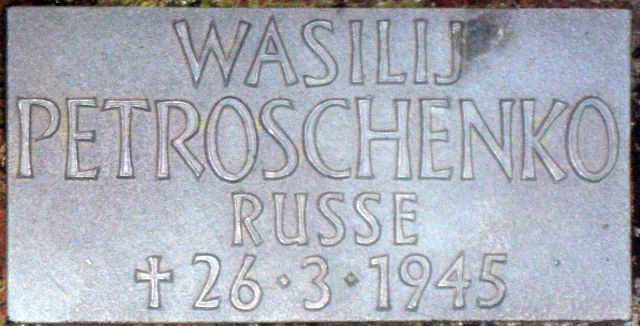 WASILIJ
PETROSCHENKO
RUSSE
✝ 26·3·1945